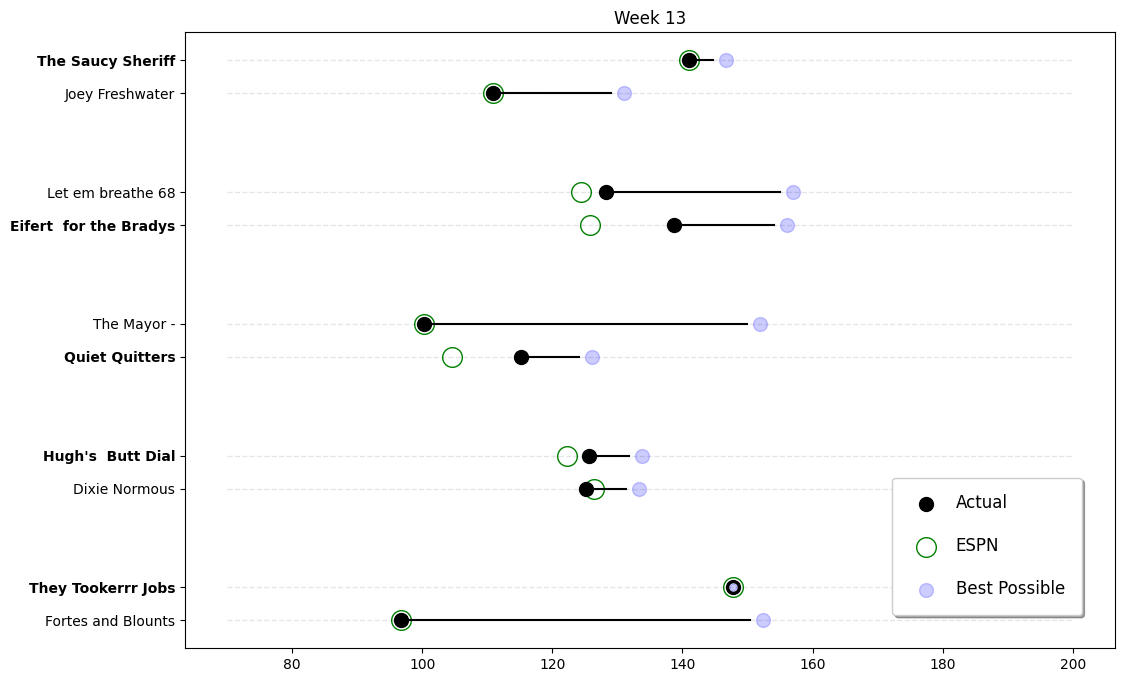 Week 13
The Saucy Sheriff
Joey Freshwater
Let em breathe 68
Eifert  for the Bradys
The Mayor -
Quiet Quitters
Hugh's  Butt Dial
Dixie Normous
They Tookerrr Jobs
Fortes and Blounts
Actual
ESPN
Best Possible
80 100 120 140 160 180 200